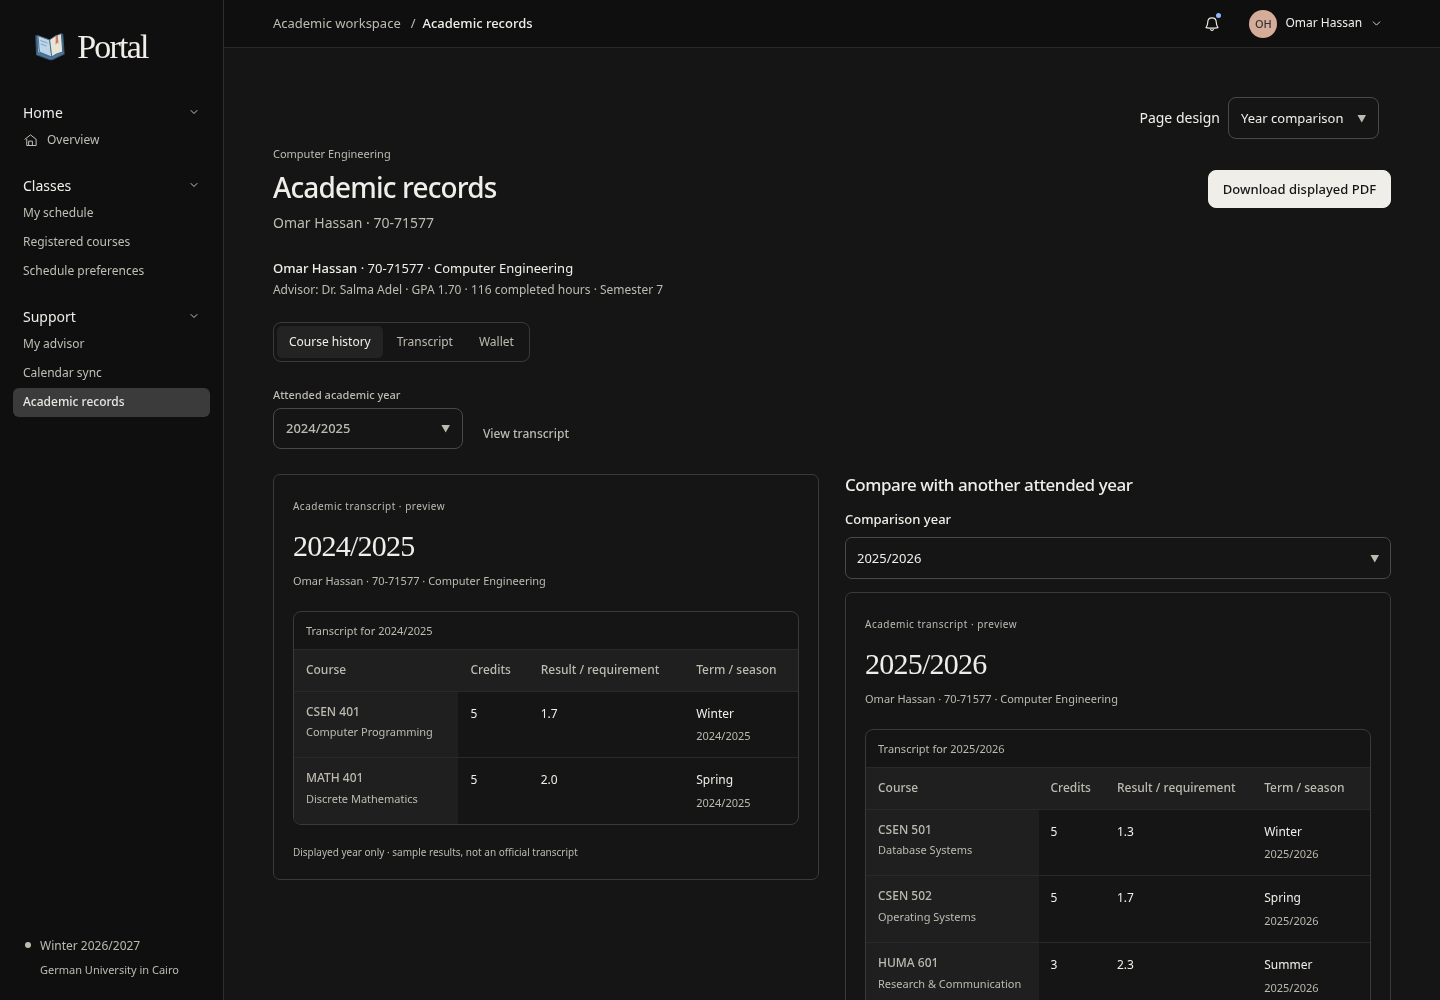 Portal
Home
Overview
Classes
My schedule
Registered courses
Schedule preferences
Support
My advisor
Calendar sync
Academic records
Winter 2026/2027
German University in Cairo
Academic workspace / Academic records
OH Omar Hassan
Page design Year comparison
Computer Engineering
Academic records
Download displayed PDF
Omar Hassan · 70-71577
Omar Hassan · 70-71577 · Computer Engineering
Advisor: Dr. Salma Adel · GPA 1.70 · 116 completed hours · Semester 7
Course history Transcript Wallet
Attended academic year
2024/2025 View transcript
Academic transcript · preview
2024/2025
Omar Hassan · 70-71577 · Computer Engineering
Transcript for 2024/2025
Course Credits Result / requirement Term / season
CSEN 401 5 1.7 Winter
Computer Programming 2024/2025
MATH 401 5 2.0 Spring
Discrete Mathematics 2024/2025
Displayed year only · sample results, not an official transcript
Compare with another attended year
Comparison year
2025/2026
Academic transcript · preview
2025/2026
Omar Hassan · 70-71577 · Computer Engineering
Transcript for 2025/2026
Course Credits Result / requirement Term / season
CSEN 501 5 1.3 Winter
Database Systems 2025/2026
CSEN 502 5 1.7 Spring
Operating Systems 2025/2026
HUMA 601 3 2.3 Summer
Research & Communication 2025/2026